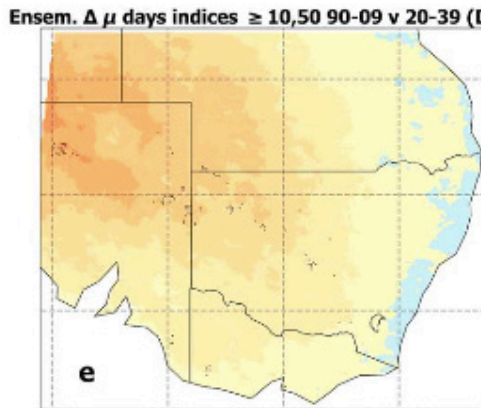 Ensem. Δ μ days indices ≥ 10,50 90-09 v 20-39 (D
e